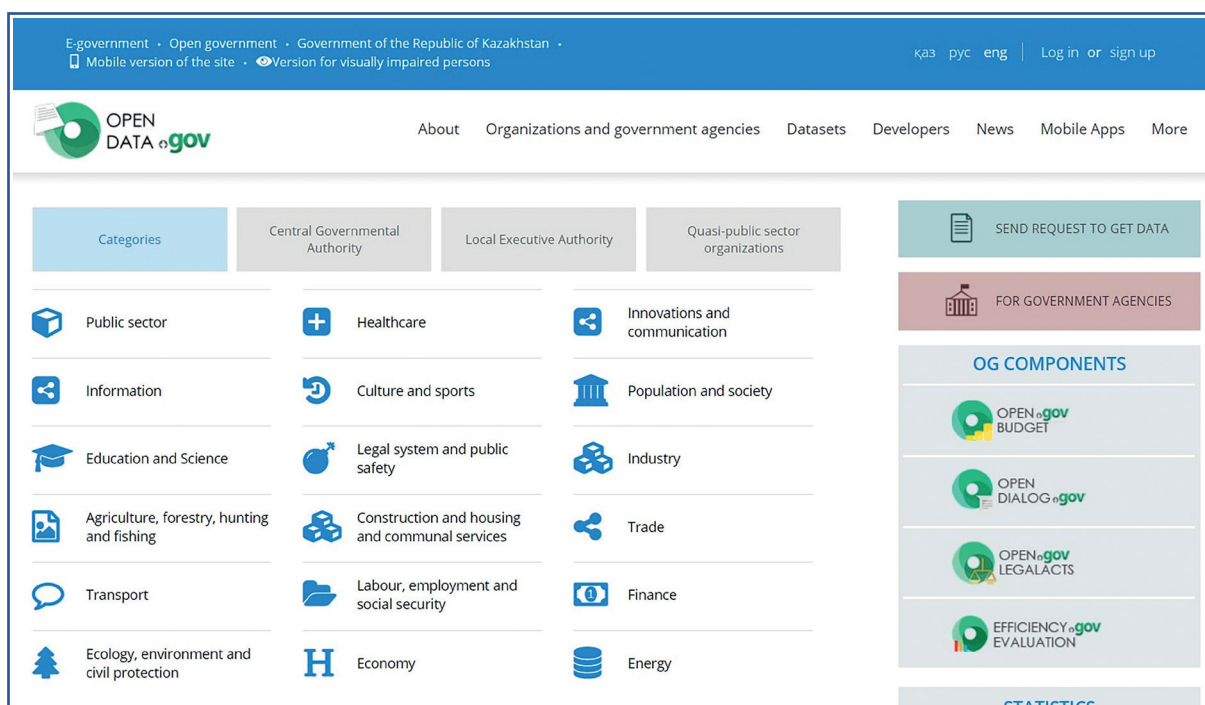 E-government • Open government • Government of the Republic of Kazakhstan •
Mobile version of the site • Version for visually impaired persons
қаз рус eng | Log in or sign up
OPEN
DATA e.gov
About Organizations and government agencies Datasets Developers News Mobile Apps More
Categories
Central Governmental
Authority
Local Executive Authority
Quasi-public sector
organizations
SEND REQUEST TO GET DATA
FOR GOVERNMENT AGENCIES
Public sector
Healthcare
Innovations and
communication
Information
Culture and sports
Population and society
Education and Science
Legal system and public
safety
Industry
Agriculture, forestry, hunting
and fishing
Construction and housing
and communal services
Trade
Transport
Labour, employment and
social security
Finance
Ecology, environment and
civil protection
Economy
Energy
OG COMPONENTS
OPEN e.gov
BUDGET
OPEN
DIALOG e.gov
OPEN e.gov
LEGALACTS
EFFICIENCY e.gov
EVALUATION
STATISTICS